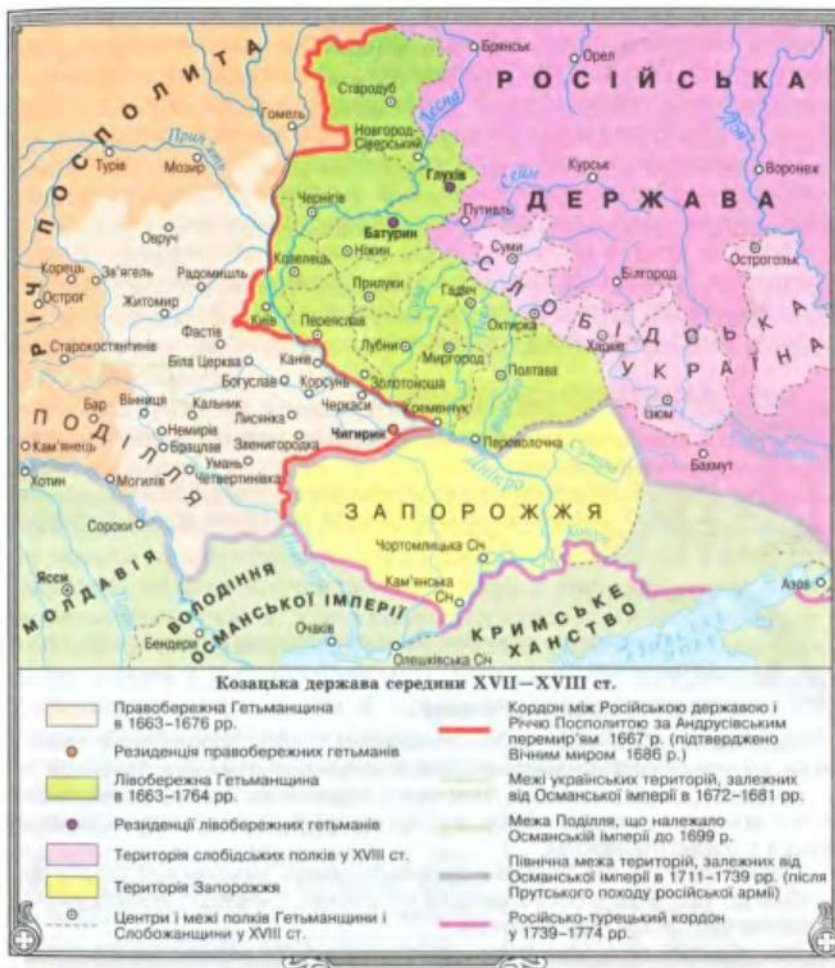 РІЧ ПОСПОЛИТА
РОСІЙСЬКА
ДЕРЖАВА
СЛОБІДСЬКА
УКРАЇНА
ПОДІЛЛЯ
ЗАПОРОЖЖЯ
МОЛДАВІЯ
ВОЛОДІННЯ
ОСМАНСЬКОЇ ІМПЕРІЇ
КРИМСЬКЕ
ХАНСТВО
Брянськ
Орел
Стародуб
Десна
Дон
Гомель
Новгород-
Сіверський
Прип'ять
Турів
Мозир
Глухів
Сейм
Курськ
Воронеж
Чернігів
Путивль
Батурин
Овруч
Ніжин
Суми
Острогозьк
Козелець
Корець
Зв'ягель
Радомишль
Прилуки
Гадяч
Білгород
Острог
Житомир
Київ
Переяслав
Охтирка
Харків
Фастів
Лубни
Миргород
Старокостянтинів
Біла Церква
Канів
Полтава
Богуслав
Корсунь
Золотоноша
Ізюм
Бар
Вінниця
Кальник
Черкаси
Кременчук
Лисянка
Немирів
Чигирин
Переволочна
Кам'янець
Брацлав
Звенигородка
Бахмут
Умань
Дніпро
Самара
Хотин
Могилів
Четвертинівка
Сороки
Чортомлицька Січ
Кам'янська
Січ
Ясси
Азов
Бендери
Очаків
Олешківська Січ
Козацька держава середини XVII—XVIII ст.
Правобережна Гетьманщина
в 1663–1676 рр.
Резиденція правобережних гетьманів
Лівобережна Гетьманщина
в 1663–1764 рр.
Резиденції лівобережних гетьманів
Територія слобідських полків у XVIII ст.
Територія Запорожжя
Центри і межі полків Гетьманщини і
Слобожанщини у XVIII ст.
Кордон між Російською державою і
Річчю Посполитою за Андрусівським
перемир'ям 1667 р. (підтверджено
Вічним миром 1686 р.)
Межі українських територій, залежних
від Османської імперії в 1672–1681 рр.
Межа Поділля, що належало
Османській імперії до 1699 р.
Північна межа територій, залежних від
Османської імперії в 1711–1739 рр. (після
Прутського походу російської армії)
Російсько-турецький кордон
у 1739–1774 рр.